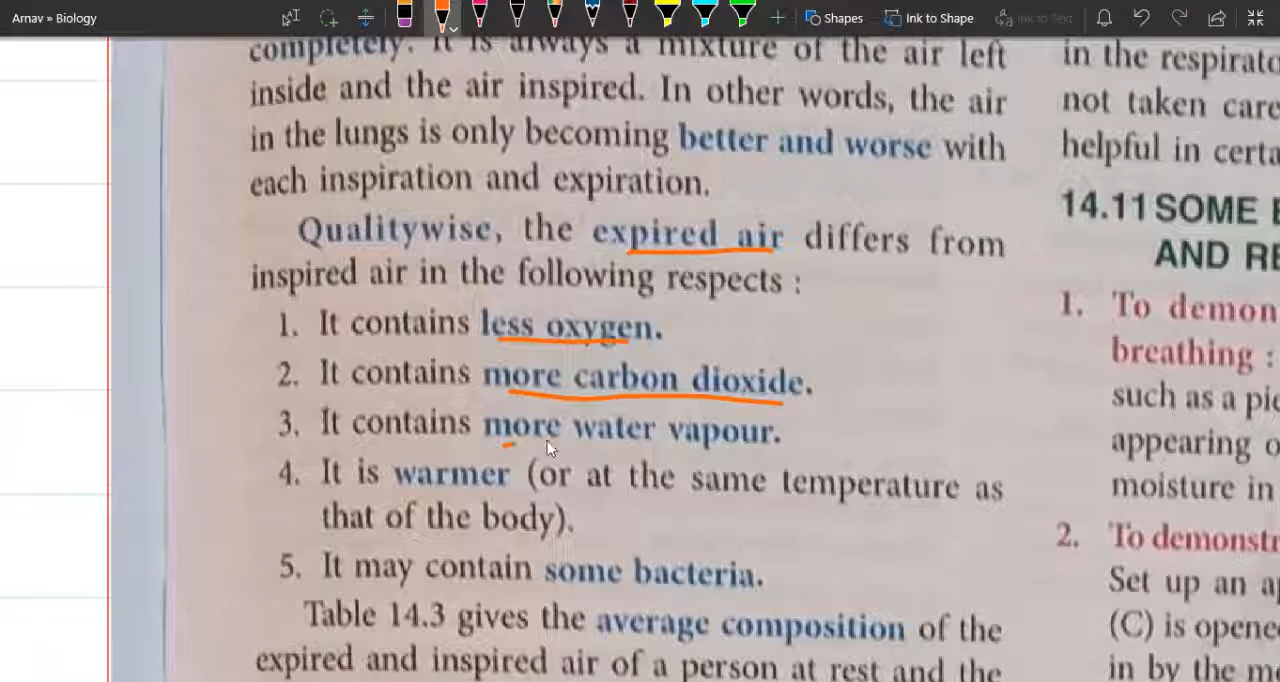 Arnav » Biology
Shapes
Ink to Shape
Ink to Text
completely. It is always a mixture of the air left
inside and the air inspired. In other words, the air
in the lungs is only becoming better and worse with
each inspiration and expiration.
Qualitywise, the expired air differs from
inspired air in the following respects :
1. It contains less oxygen.
2. It contains more carbon dioxide.
3. It contains more water vapour.
4. It is warmer (or at the same temperature as
that of the body).
5. It may contain some bacteria.
Table 14.3 gives the average composition of the
expired and inspired air of a person at rest and the
in the respirato
not taken care
helpful in certa
14.11 SOME
AND RE
1. To demon
breathing :
such as a pie
appearing o
moisture in
2. To demonstr
Set up an ap
(C) is opene
in by the mo